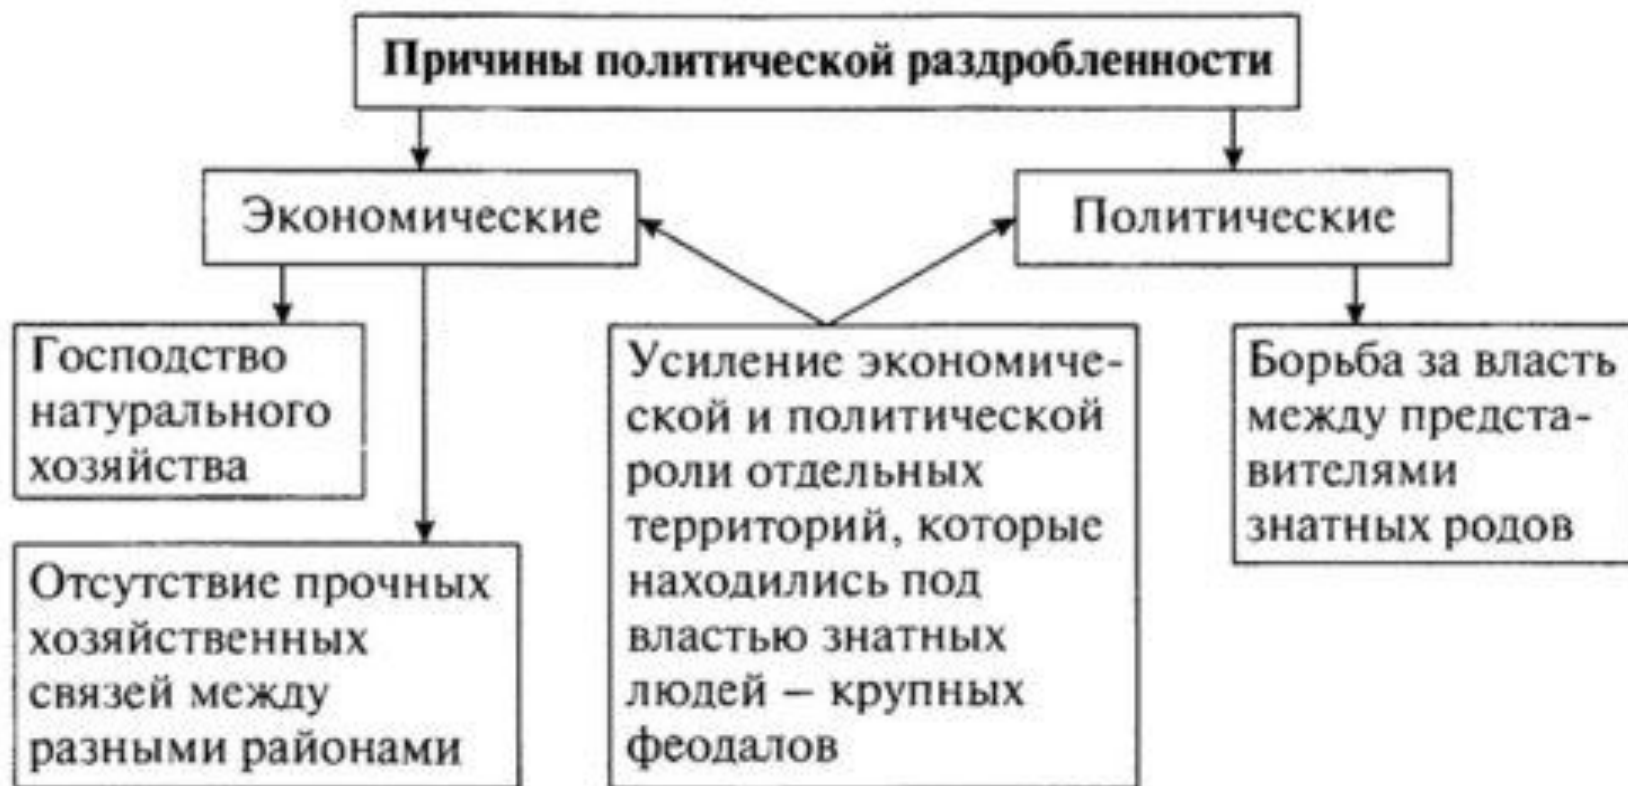 Причины политической раздробленности
Экономические
Политические
Господство
натурального
хозяйства
Отсутствие прочных
хозяйственных
связей между
разными районами
Усиление экономиче-
ской и политической
роли отдельных
территорий, которые
находились под
властью знатных
людей – крупных
феодалов
Борьба за власть
между предста-
вителями
знатных родов